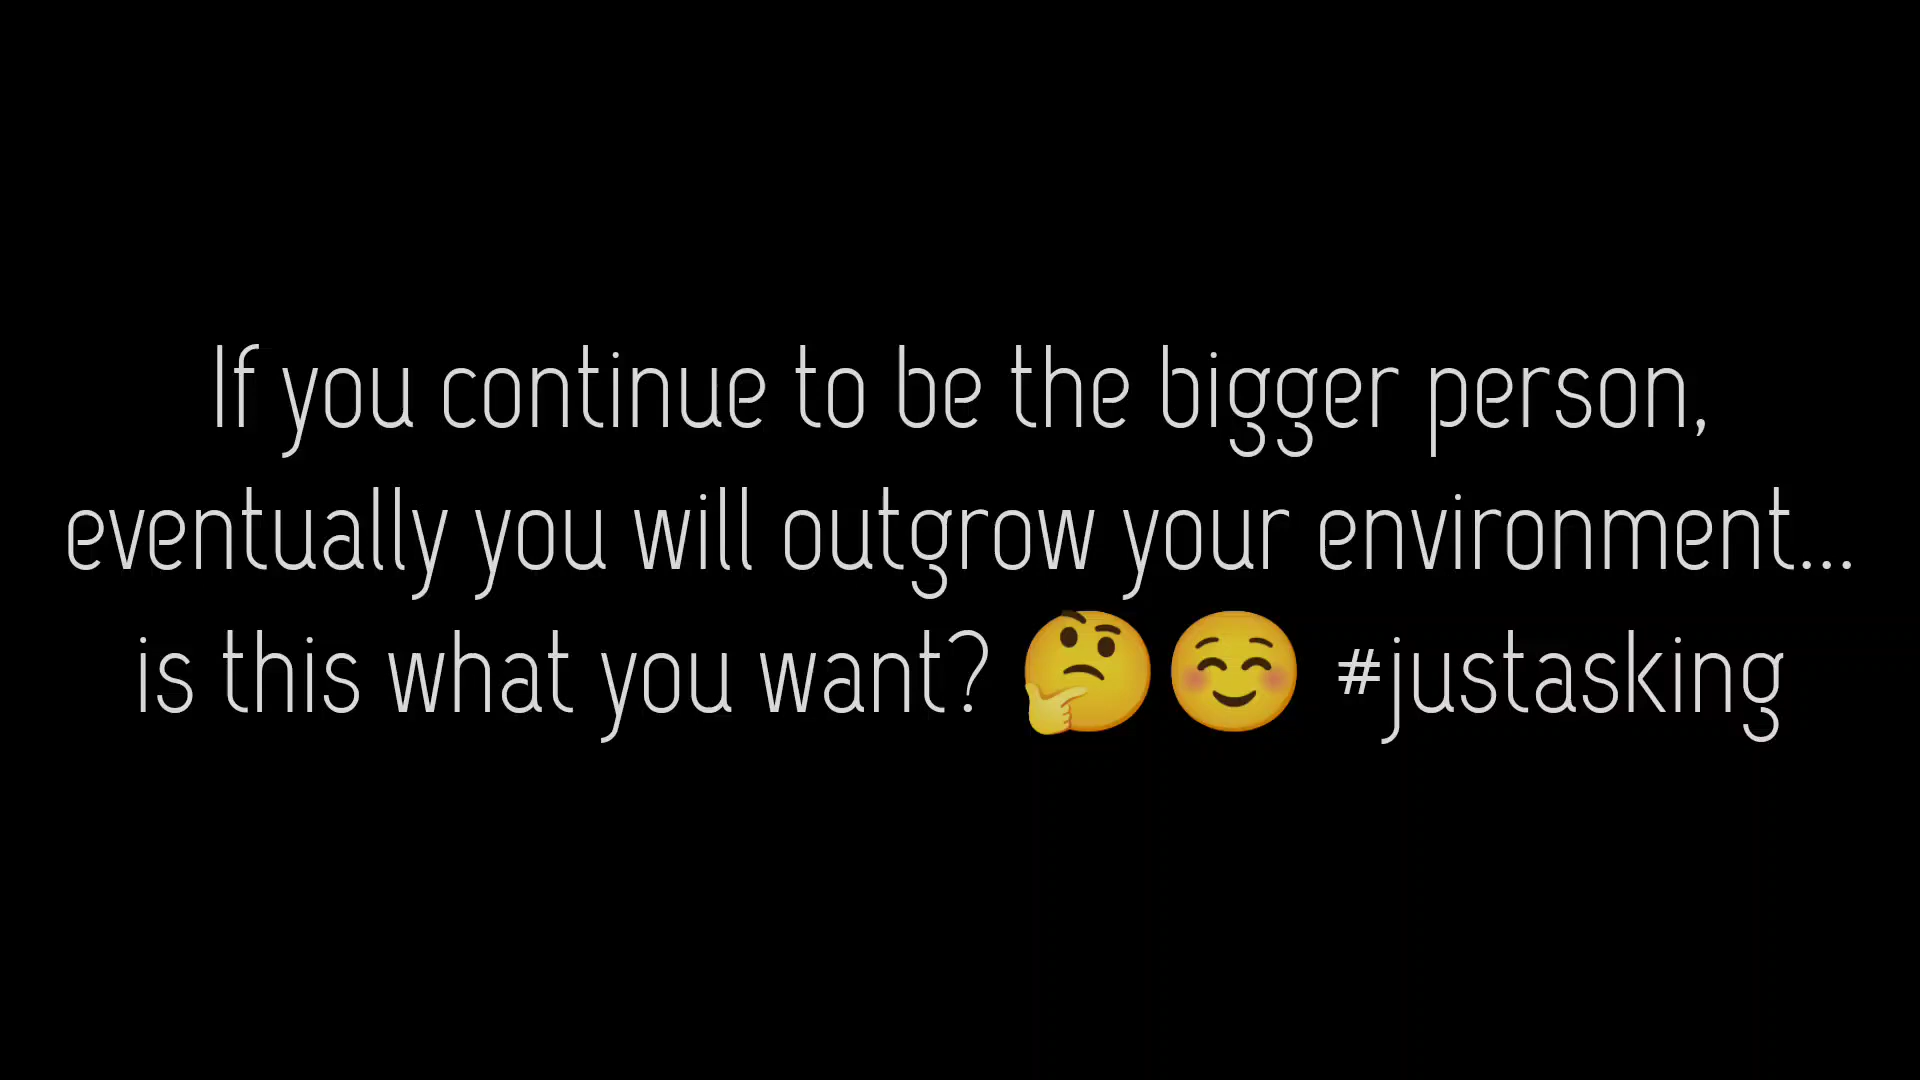 If you continue to be the bigger person,
eventually you will outgrow your environment...
is this what you want? 🤔☺️ #justasking